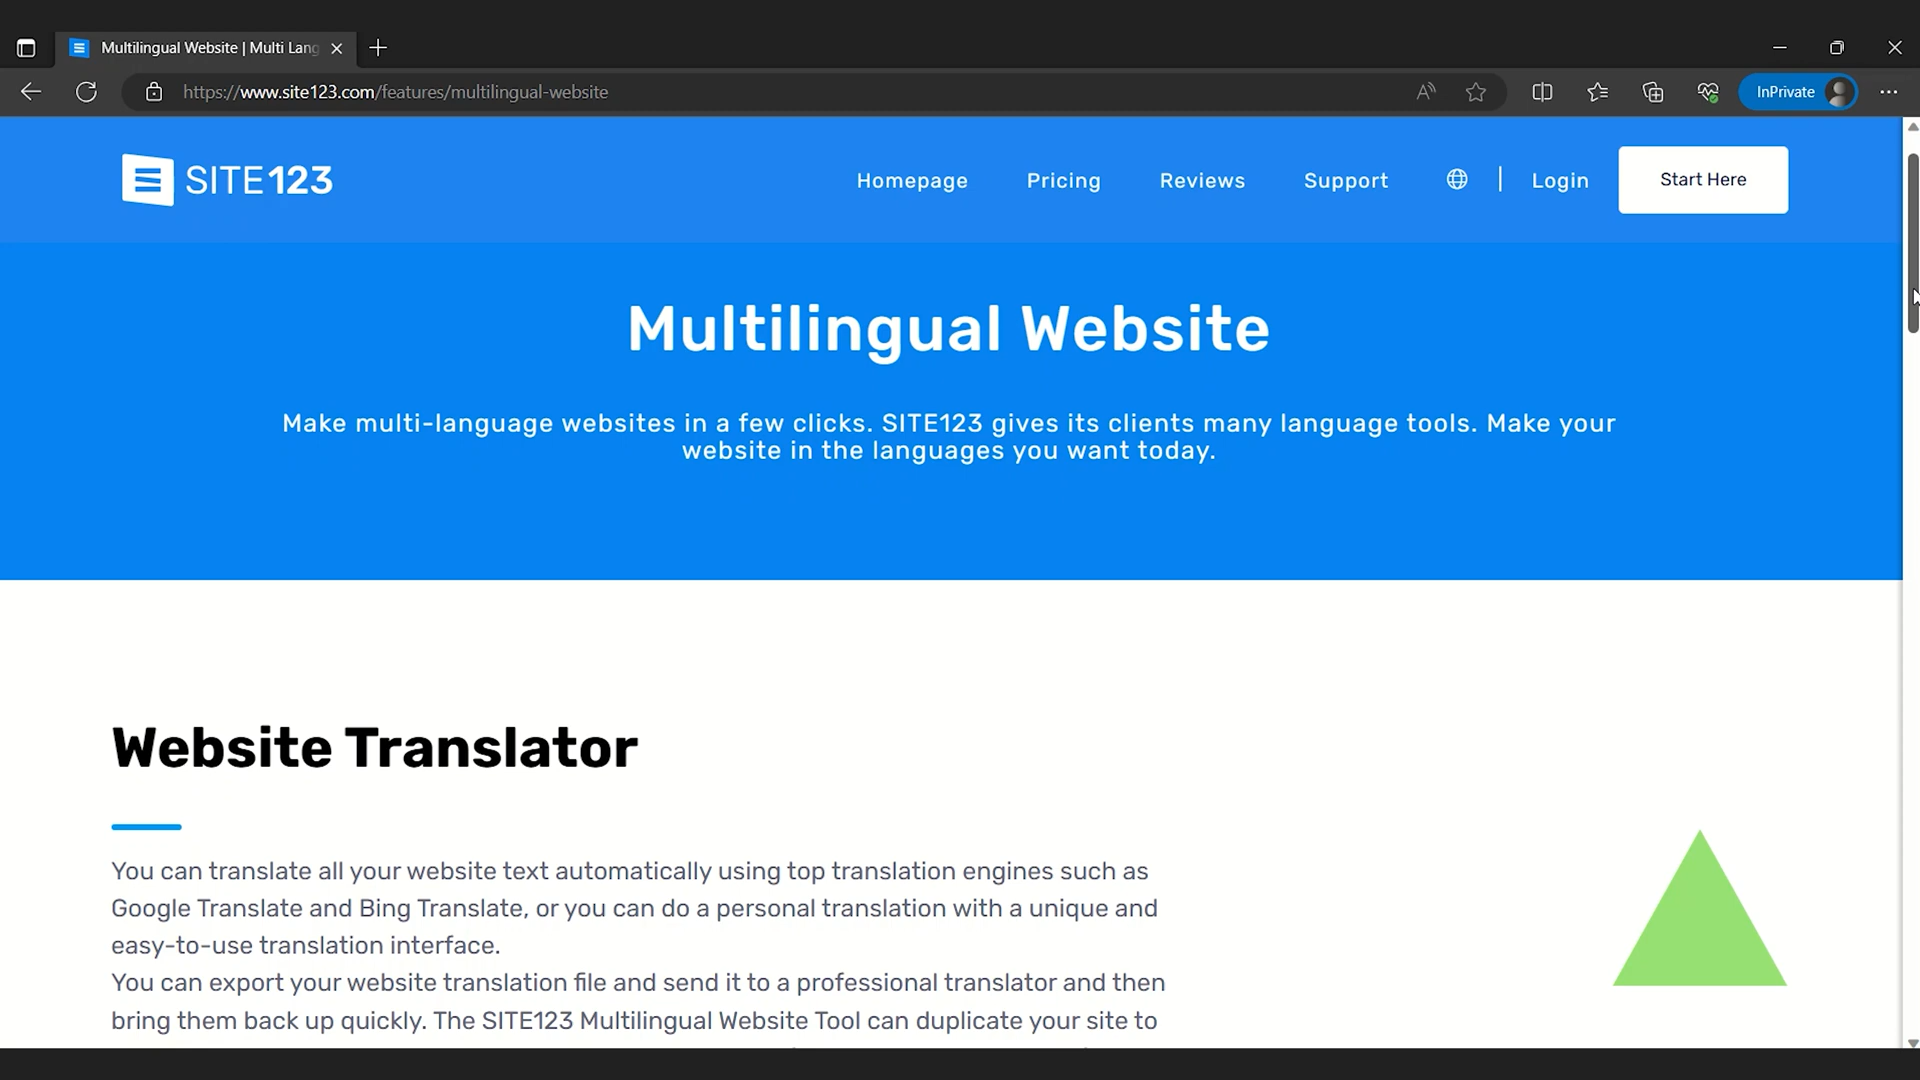 Multilingual Website | Multi Lang
https://www.site123.com/features/multilingual-website
InPrivate
SITE123
Homepage
Pricing
Reviews
Support
Login
Start Here
Multilingual Website
Make multi-language websites in a few clicks. SITE123 gives its clients many language tools. Make your
website in the languages you want today.
Website Translator
You can translate all your website text automatically using top translation engines such as
Google Translate and Bing Translate, or you can do a personal translation with a unique and
easy-to-use translation interface.
You can export your website translation file and send it to a professional translator and then
bring them back up quickly. The SITE123 Multilingual Website Tool can duplicate your site to